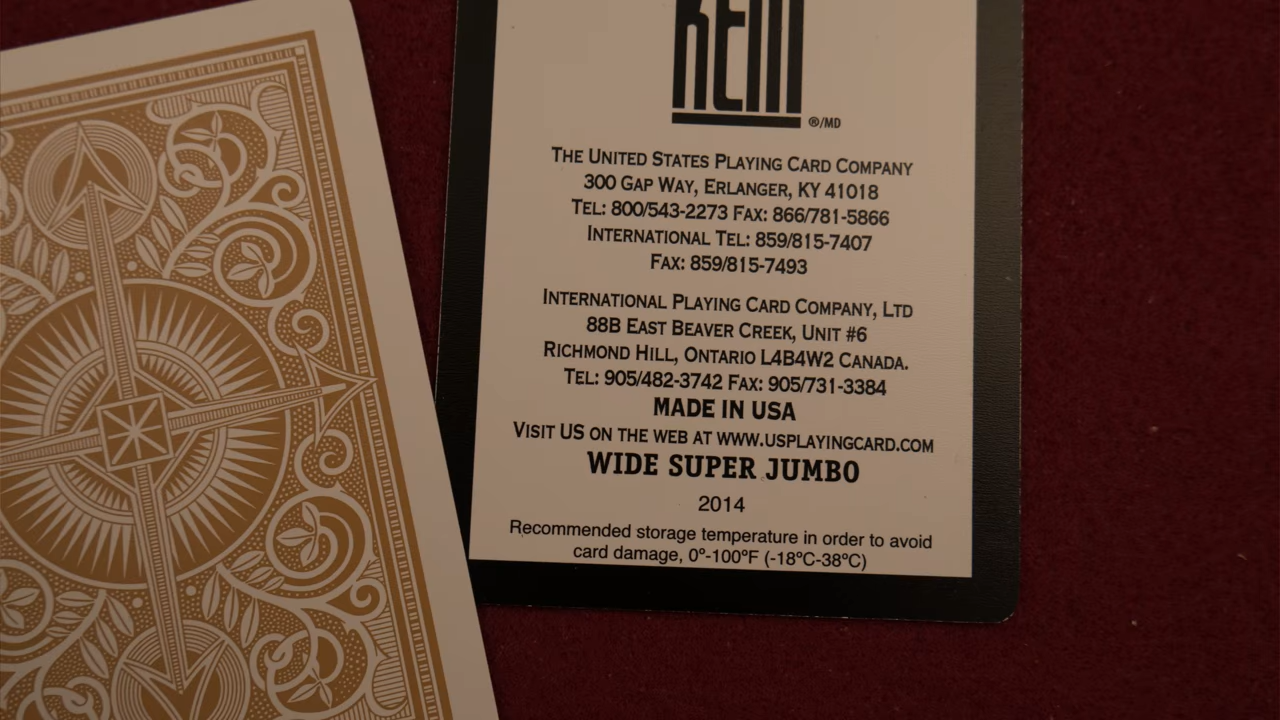 KEM
®/MD
THE UNITED STATES PLAYING CARD COMPANY
300 GAP WAY, ERLANGER, KY 41018
TEL: 800/543-2273 FAX: 866/781-5866
INTERNATIONAL TEL: 859/815-7407
FAX: 859/815-7493
INTERNATIONAL PLAYING CARD COMPANY, LTD
88B EAST BEAVER CREEK, UNIT #6
RICHMOND HILL, ONTARIO L4B4W2 CANADA.
TEL: 905/482-3742 FAX: 905/731-3384
MADE IN USA
VISIT US ON THE WEB AT WWW.USPLAYINGCARD.COM
WIDE SUPER JUMBO
2014
Recommended storage temperature in order to avoid
card damage, 0°-100°F (-18°C-38°C)